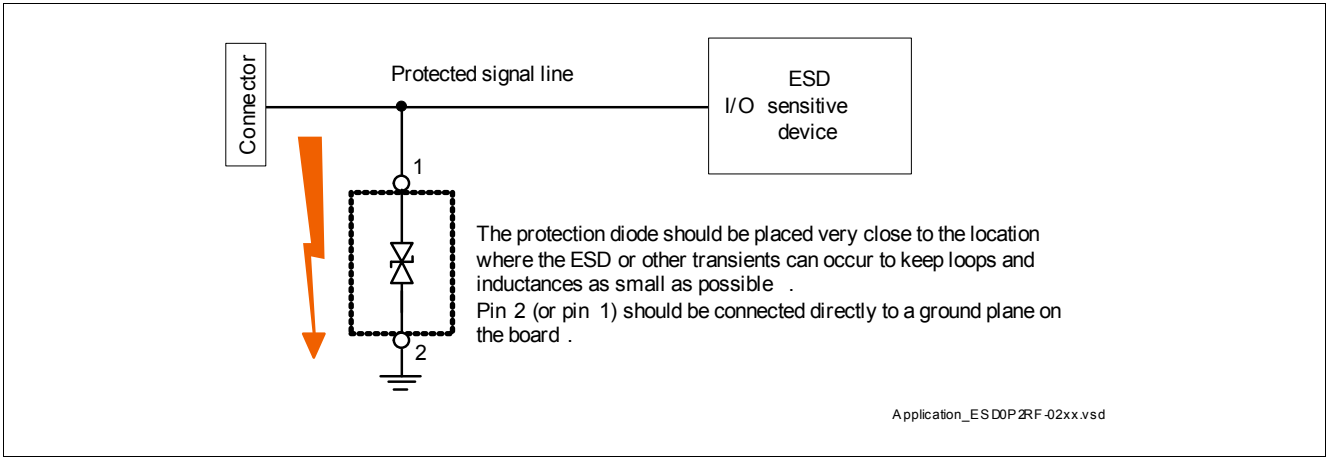 Connector
Protected signal line
ESD
I/O sensitive
device
1
The protection diode should be placed very close to the location
where the ESD or other transients can occur to keep loops and
inductances as small as possible .
Pin 2 (or pin 1) should be connected directly to a ground plane on
the board .
2
Application_ESD0P2RF-02xx.vsd